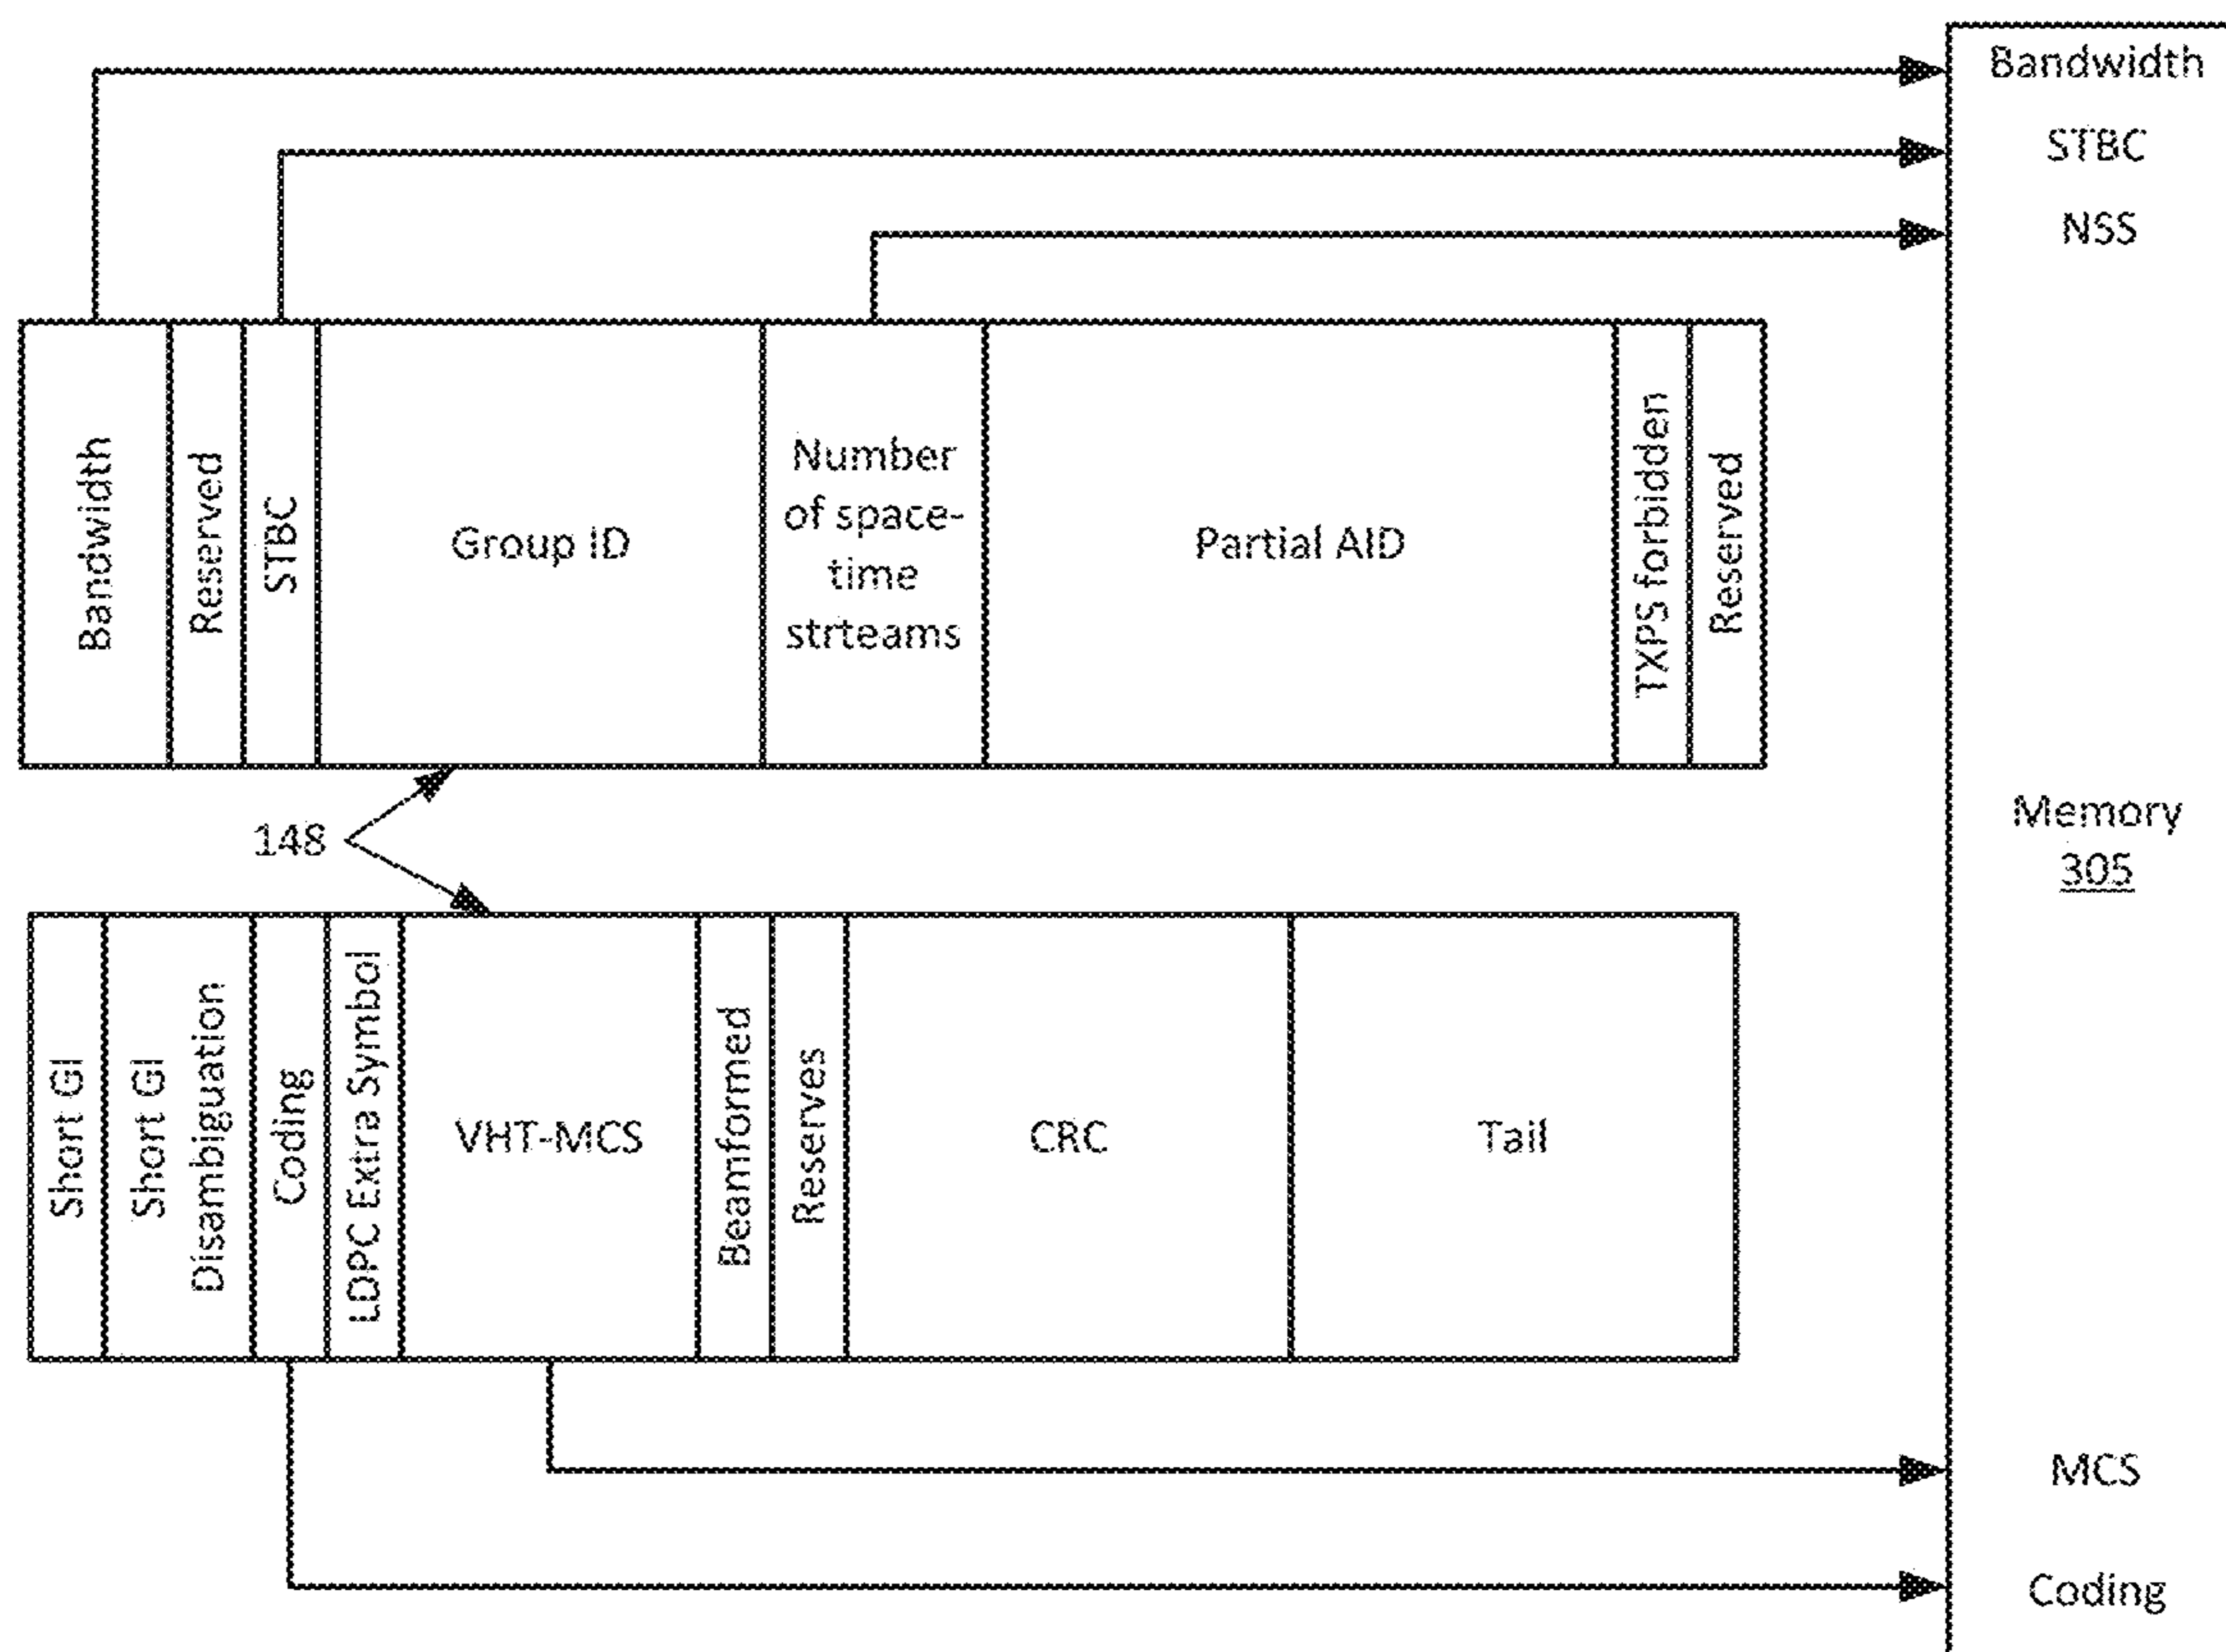 Bandwidth
STBC
NSS
Bandwidth
Reserved
STBC
Group ID
Number
of space-
time
strteams
Partial AID
TXPS forbidden
Reserved
148
Memory
305
Short GI
Short GI
Disambiguation
Coding
LDPC Extra Symbol
VHT-MCS
Beamformed
Reserves
CRC
Tail
MCS
Coding